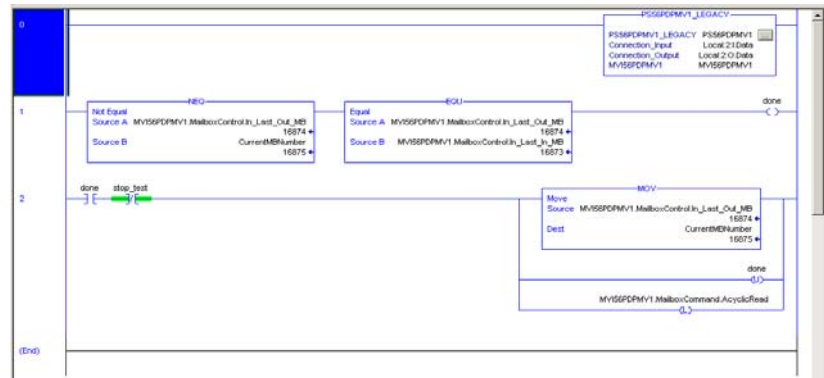 PS56PDPMV1_LEGACY
0
PS56PDPMV1_LEGACY PS56PDPMV1 ...
Connection_Input Local:2:I.Data
Connection_Output Local:2:O.Data
MVI56PDPMV1 MVI56PDPMV1
NEQ
EQU
done
1
Not Equal
Source A MVI56PDPMV1.MailboxControl.In_Last_Out_MB
16874
Source B CurrentMBNumber
16875
Equal
Source A MVI56PDPMV1.MailboxControl.In_Last_Out_MB
16874
Source B MVI56PDPMV1.MailboxControl.In_Last_In_MB
16873
done
stop_test
MOV
2
Move
Source MVI56PDPMV1.MailboxControl.In_Last_Out_MB
16874
Dest CurrentMBNumber
16875
done
U
MVI56PDPMV1.MailboxCommand.AcyclicRead
L
(End)